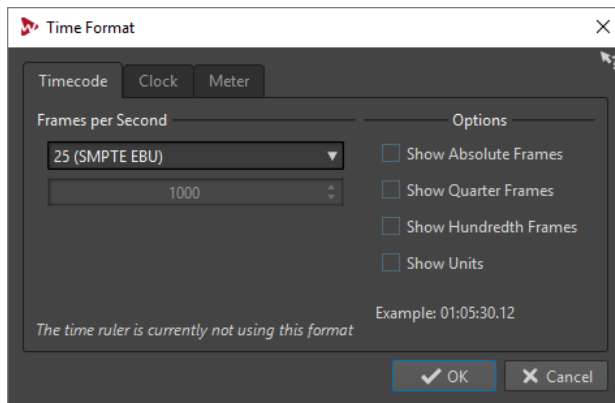 Time Format
Timecode Clock Meter
Frames per Second
25 (SMPTE EBU)
1000
The time ruler is currently not using this format
Options
Show Absolute Frames
Show Quarter Frames
Show Hundredth Frames
Show Units
Example: 01:05:30.12
OK Cancel